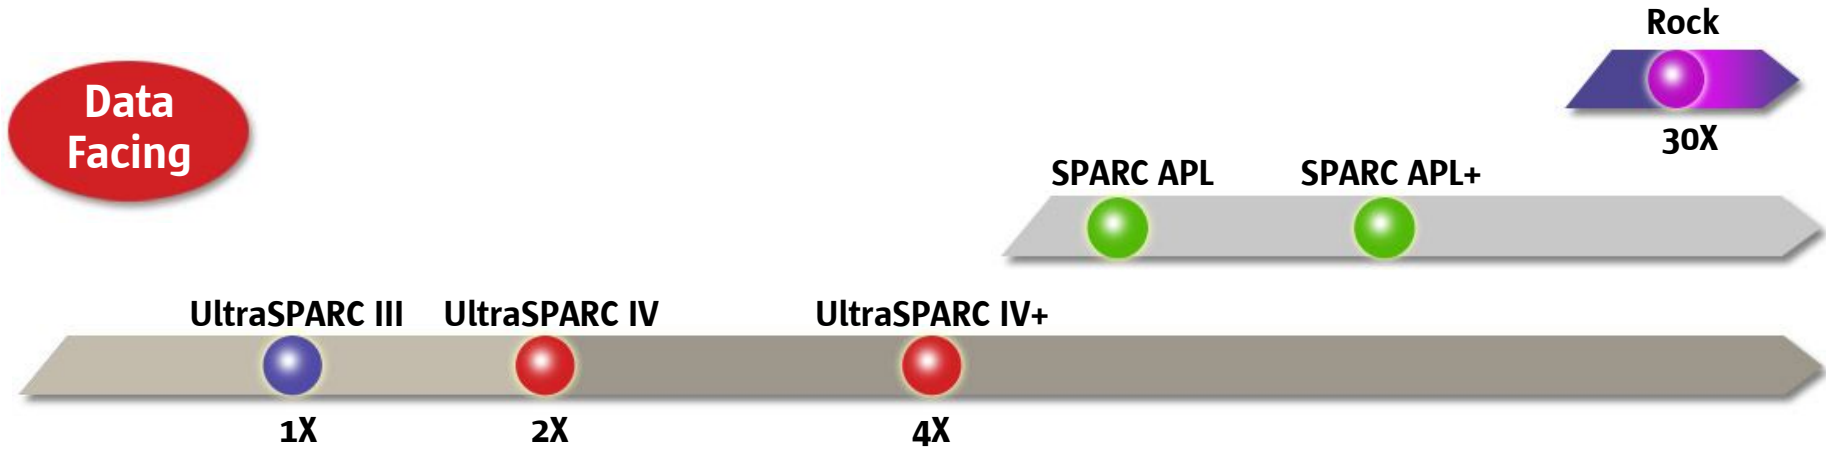 Rock
Data
Facing
30X
SPARC APL SPARC APL+
UltraSPARC III UltraSPARC IV UltraSPARC IV+
1X 2X 4X